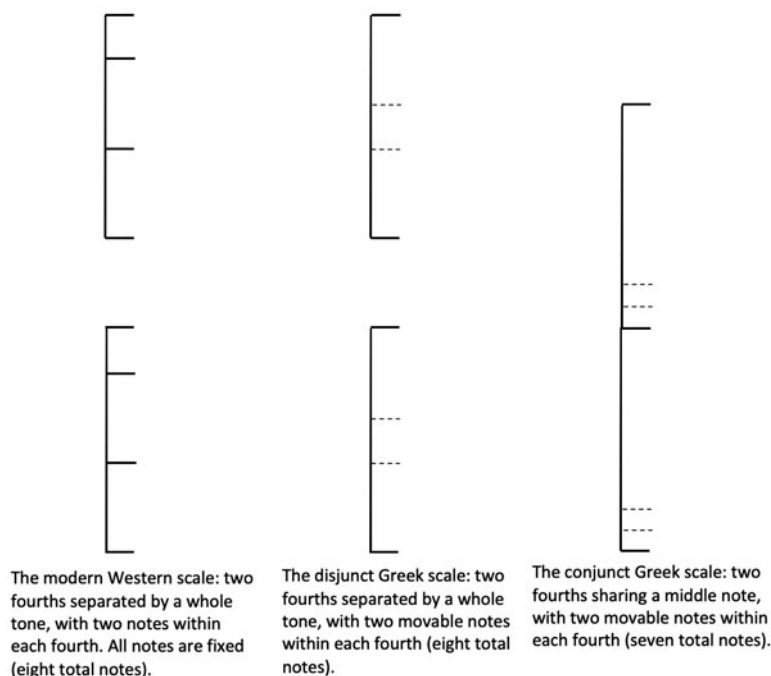 The modern Western scale: two
fourths separated by a whole
tone, with two notes within
each fourth. All notes are fixed
(eight total notes).
The disjunct Greek scale: two
fourths separated by a whole
tone, with two movable notes
within each fourth (eight total
notes).
The conjunct Greek scale: two
fourths sharing a middle note,
with two movable notes within
each fourth (seven total notes).